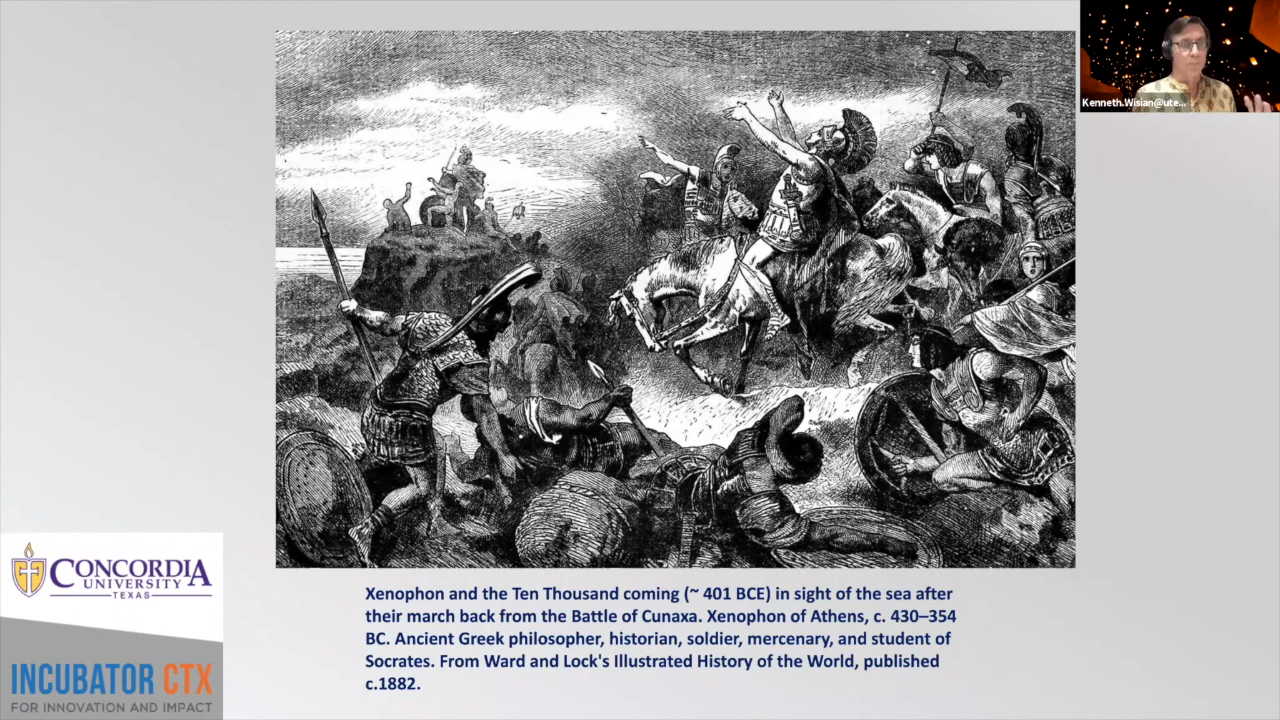 Kenneth.Wisian@ute...
Xenophon and the Ten Thousand coming (~ 401 BCE) in sight of the sea after
their march back from the Battle of Cunaxa. Xenophon of Athens, c. 430–354
BC. Ancient Greek philosopher, historian, soldier, mercenary, and student of
Socrates. From Ward and Lock's Illustrated History of the World, published
c.1882.
CONCORDIA
UNIVERSITY
TEXAS
INCUBATOR CTX
FOR INNOVATION AND IMPACT